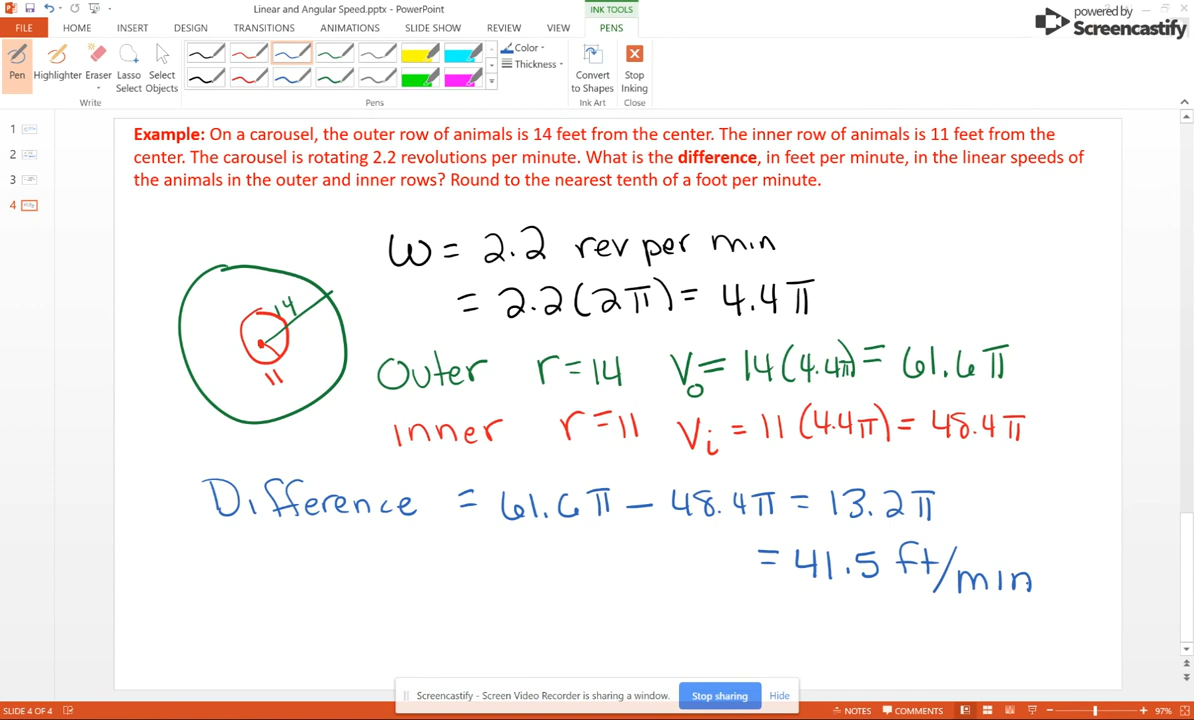 Linear and Angular Speed.pptx - PowerPoint
INK TOOLS
powered by
Screencastify
FILE HOME INSERT DESIGN TRANSITIONS ANIMATIONS SLIDE SHOW REVIEW VIEW PENS
Pen Highlighter Eraser Lasso Select Select Objects
Color
Thickness
Convert to Shapes
Stop Inking
Write Pens Ink Art Close
1
2
3
4
Example: On a carousel, the outer row of animals is 14 feet from the center. The inner row of animals is 11 feet from the
center. The carousel is rotating 2.2 revolutions per minute. What is the difference, in feet per minute, in the linear speeds of
the animals in the outer and inner rows? Round to the nearest tenth of a foot per minute.
ω = 2.2 rev per min
= 2.2(2π) = 4.4π
14
11
Outer r = 14 Vo = 14(4.4π) = 61.6π
inner r = 11 Vi = 11(4.4π) = 48.4π
Difference = 61.6π − 48.4π = 13.2π
= 41.5 ft/min
Screencastify - Screen Video Recorder is sharing a window. Stop sharing Hide
SLIDE 4 OF 4 NOTES COMMENTS 97%